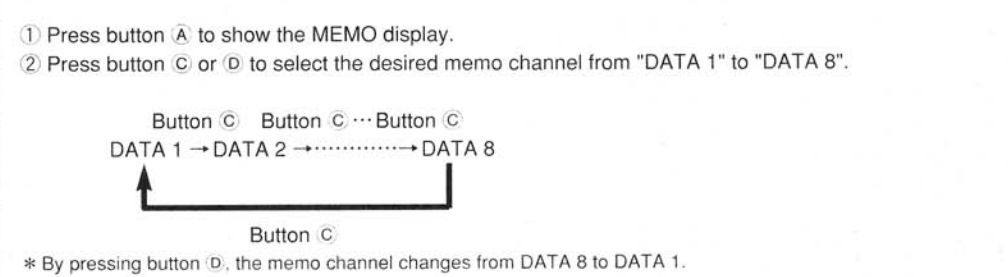 ① Press button Ⓐ to show the MEMO display.
② Press button Ⓒ or Ⓓ to select the desired memo channel from "DATA 1" to "DATA 8".
Button Ⓒ Button Ⓒ ··· Button Ⓒ
DATA 1 → DATA 2 →·············→ DATA 8
Button Ⓒ
* By pressing button Ⓓ, the memo channel changes from DATA 8 to DATA 1.